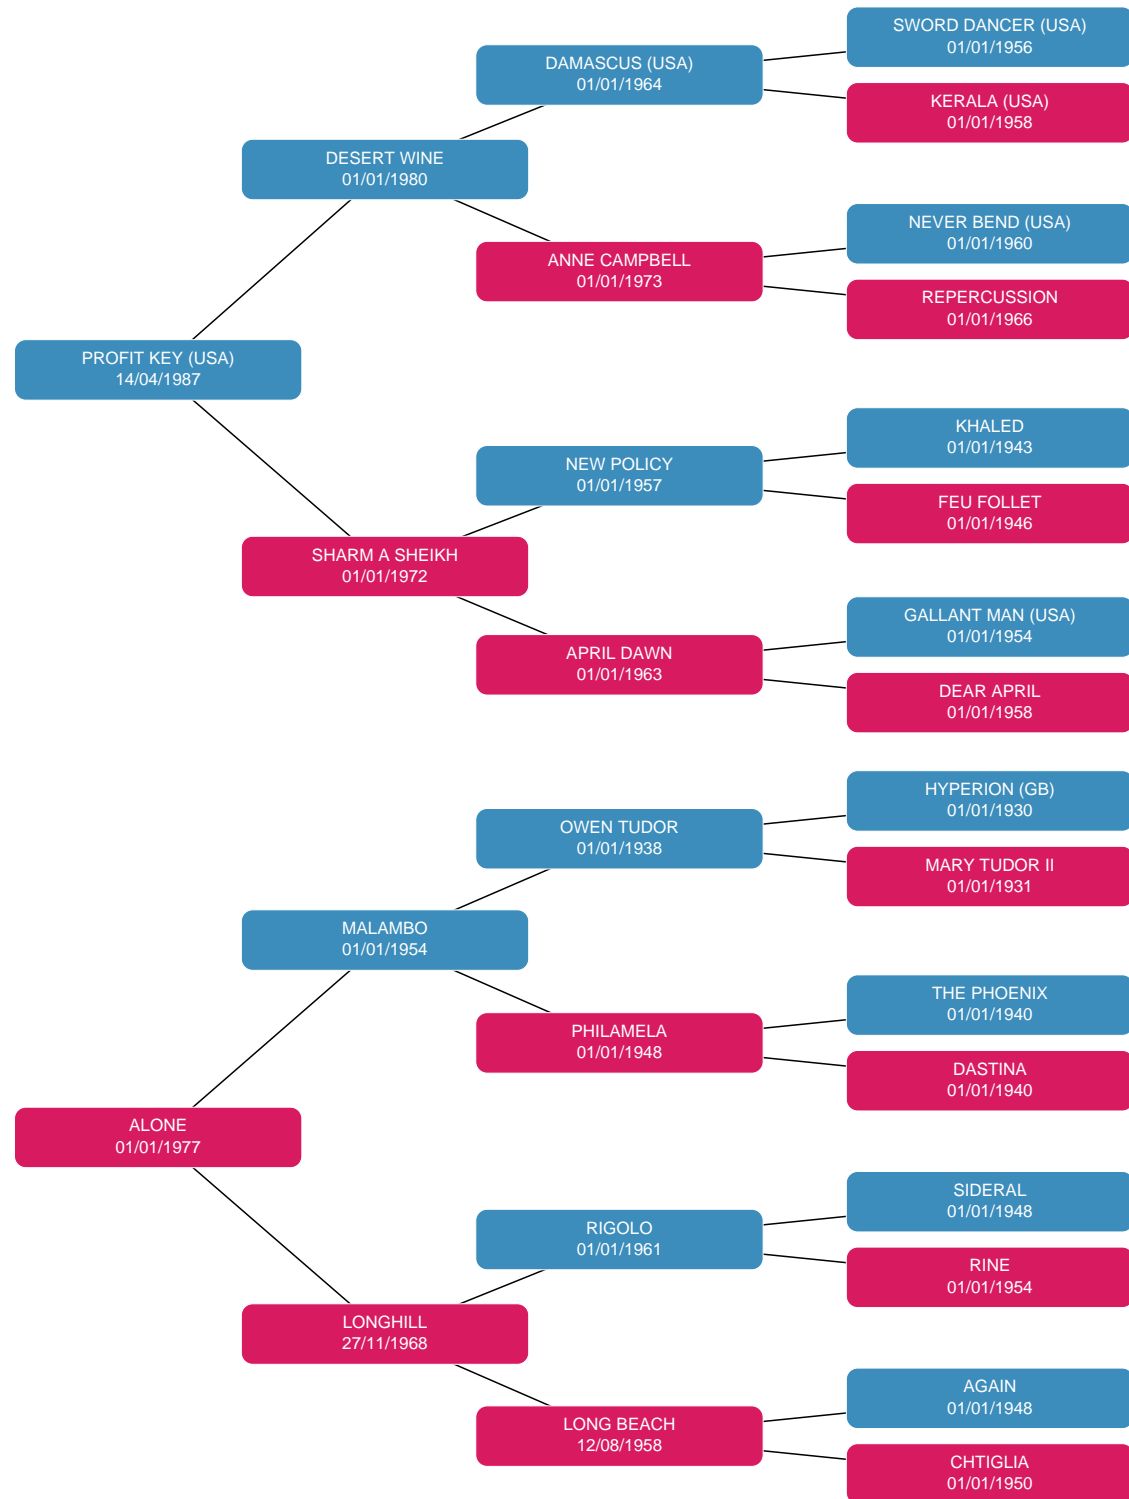 SWORD DANCER (USA)
01/01/1956
DAMASCUS (USA)
01/01/1964
KERALA (USA)
01/01/1958
DESERT WINE
01/01/1980
NEVER BEND (USA)
01/01/1960
ANNE CAMPBELL
01/01/1973
REPERCUSSION
01/01/1966
PROFIT KEY (USA)
14/04/1987
KHALED
01/01/1943
NEW POLICY
01/01/1957
FEU FOLLET
01/01/1946
SHARM A SHEIKH
01/01/1972
GALLANT MAN (USA)
01/01/1954
APRIL DAWN
01/01/1963
DEAR APRIL
01/01/1958
HYPERION (GB)
01/01/1930
OWEN TUDOR
01/01/1938
MARY TUDOR II
01/01/1931
MALAMBO
01/01/1954
THE PHOENIX
01/01/1940
PHILAMELA
01/01/1948
DASTINA
01/01/1940
ALONE
01/01/1977
SIDERAL
01/01/1948
RIGOLO
01/01/1961
RINE
01/01/1954
LONGHILL
27/11/1968
AGAIN
01/01/1948
LONG BEACH
12/08/1958
CHTIGLIA
01/01/1950